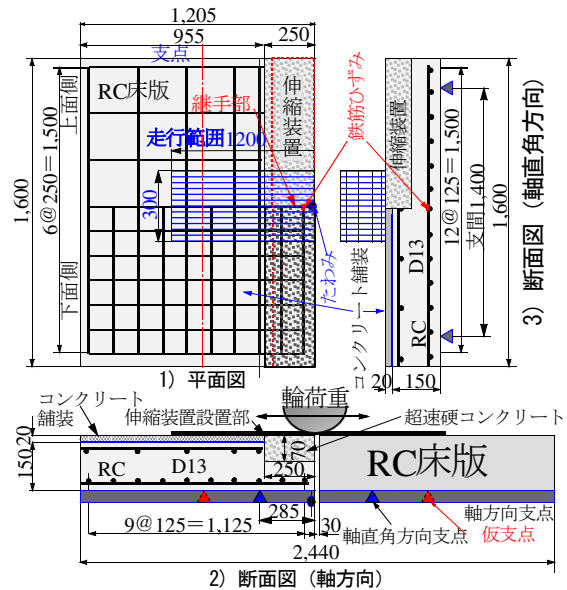 1,205
955
250
支点
RC床版
上面側
継手部
走行範囲1200
伸縮装置
鉄筋ひずみ
伸縮装置
1,600
6@250＝1,500
300
下面側
たわみ
コンクリート舗装
D13
RC
12@125＝1,500
支間1,400
1,600
20
150
1) 平面図
3) 断面図（軸直角方向）
コンクリート
舗装
伸縮装置設置部
輪荷重
超速硬コンクリート
20
150
70
RC
D13
250
RC床版
285
30
9@125＝1,125
軸直角方向支点
軸方向支点
仮支点
2,440
2) 断面図（軸方向）